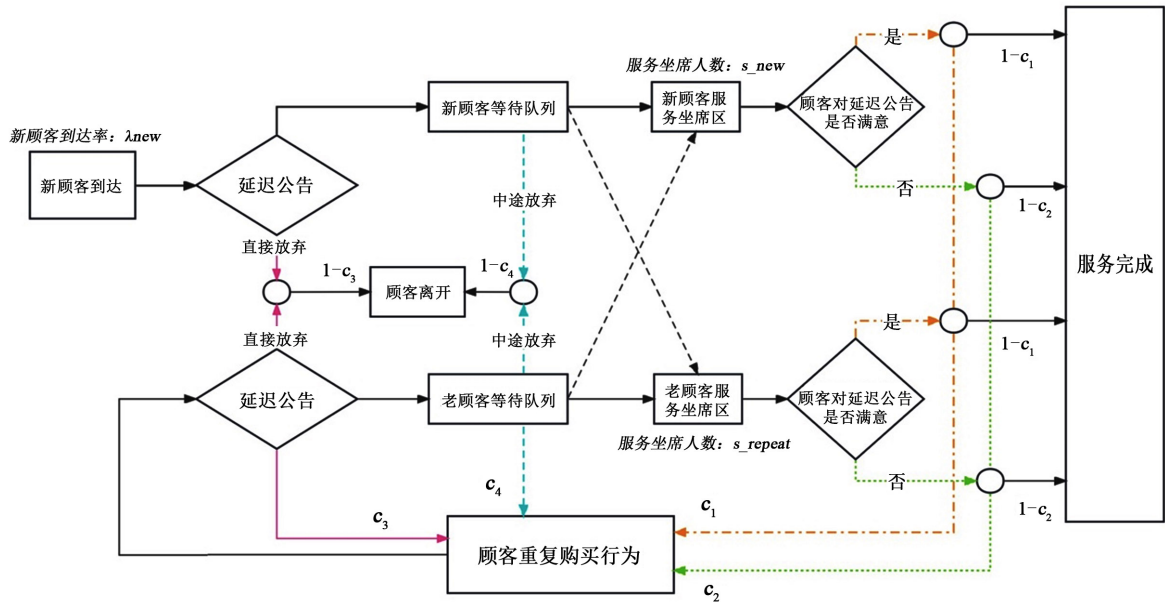 新顾客到达率：λnew
新顾客到达
延迟公告
直接放弃
新顾客等待队列
中途放弃
服务坐席人数：s_new
新顾客服
务坐席区
顾客对延迟公告
是否满意
是
否
1-c₁
1-c₂
服务完成
1-c₃
顾客离开
1-c₄
直接放弃
延迟公告
中途放弃
老顾客等待队列
老顾客服
务坐席区
服务坐席人数：s_repeat
顾客对延迟公告
是否满意
是
否
1-c₁
1-c₂
c₃
c₄
c₁
c₂
顾客重复购买行为